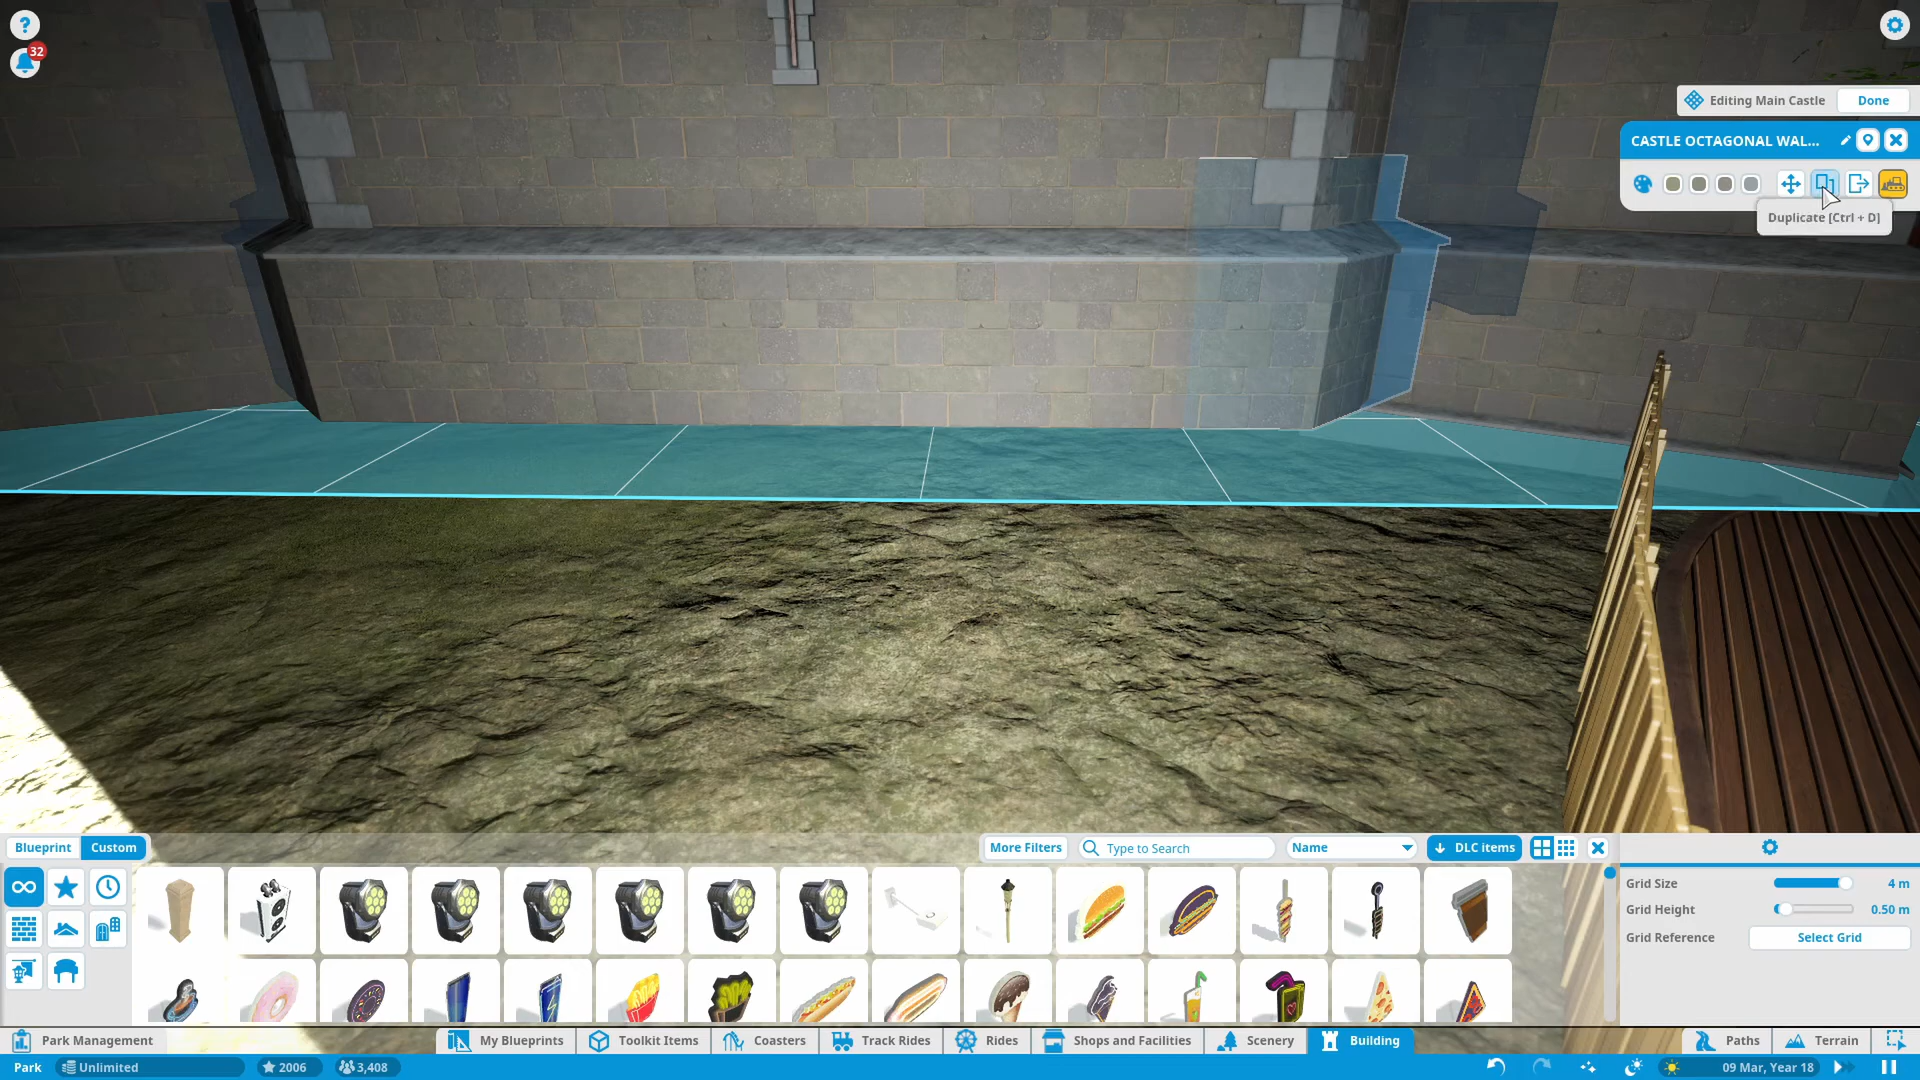 ?
32
Editing Main Castle
Done
CASTLE OCTAGONAL WAL...
Duplicate [Ctrl + D]
Blueprint
Custom
More Filters
Type to Search
Name
DLC items
Grid Size
4 m
Grid Height
0.50 m
Grid Reference
Select Grid
Park Management
My Blueprints
Toolkit Items
Coasters
Track Rides
Rides
Shops and Facilities
Scenery
Building
Paths
Terrain
Park
Unlimited
2006
3,408
09 Mar, Year 18